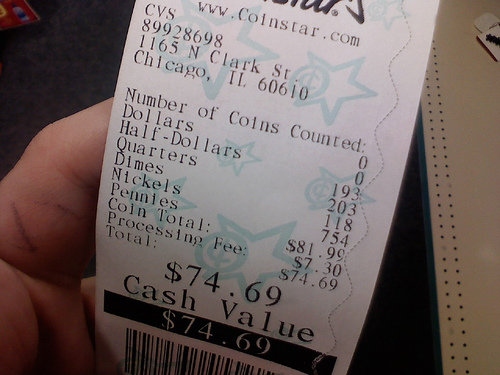 www.Coinstar.com
CVS
89928698
1165 N Clark St.
Chicago, IL 60610
Number of Coins Counted:
Dollars 0
Half-Dollars 0
Quarters 193
Dimes 203
Nickels 118
Pennies 754
Coin Total: $81.99
Processing Fee: $7.30
Total: $74.69
$74.69
Cash Value
$74.69